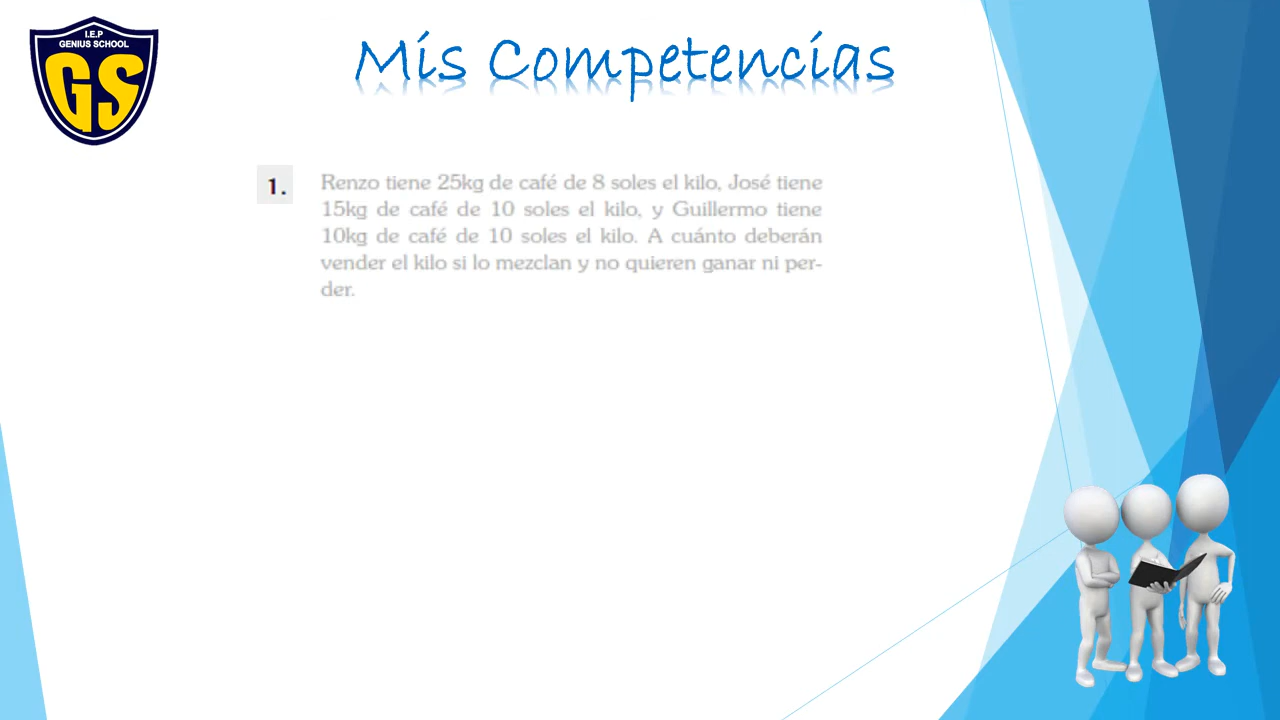 I.E.P
GENIUS SCHOOL
GS
Mis Competencias
1.
Renzo tiene 25kg de café de 8 soles el kilo, José tiene
15kg de café de 10 soles el kilo, y Guillermo tiene
10kg de café de 10 soles el kilo. A cuánto deberán
vender el kilo si lo mezclan y no quieren ganar ni per-
der.